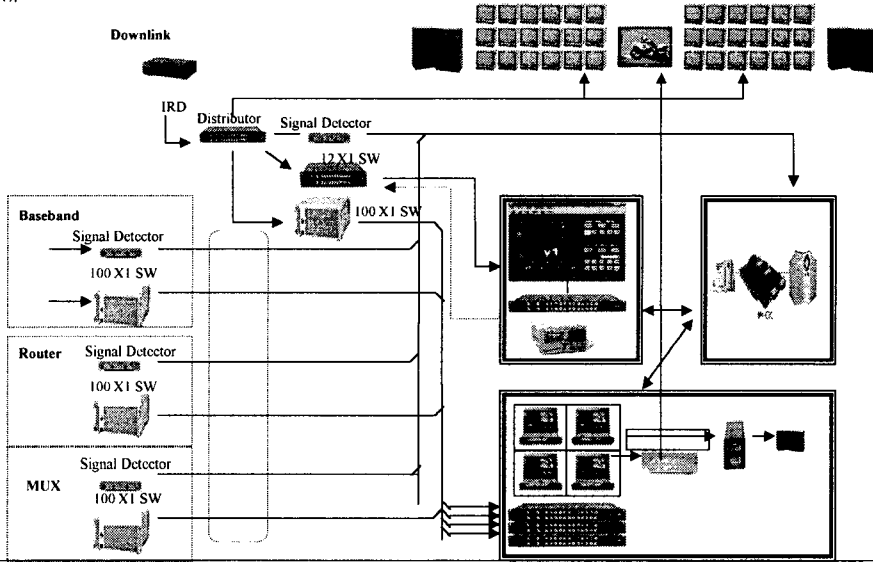 Downlink
IRD
Distributor
Signal Detector
12 X1 SW
100 X1 SW
Baseband
Signal Detector
100 X1 SW
Router
Signal Detector
100 X1 SW
MUX
Signal Detector
100 X1 SW